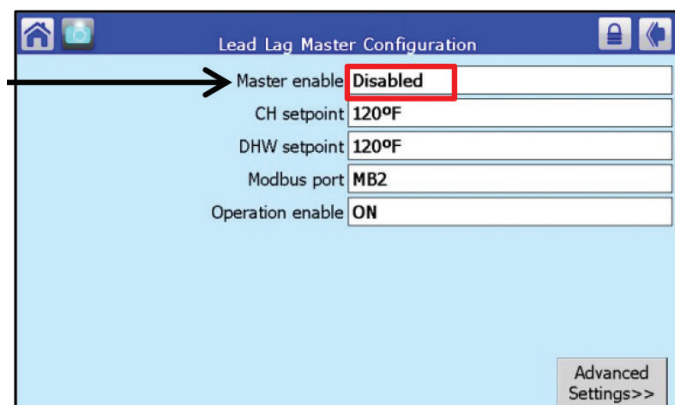 Lead Lag Master Configuration
Master enable Disabled
CH setpoint 120ºF
DHW setpoint 120ºF
Modbus port MB2
Operation enable ON
Advanced
Settings>>